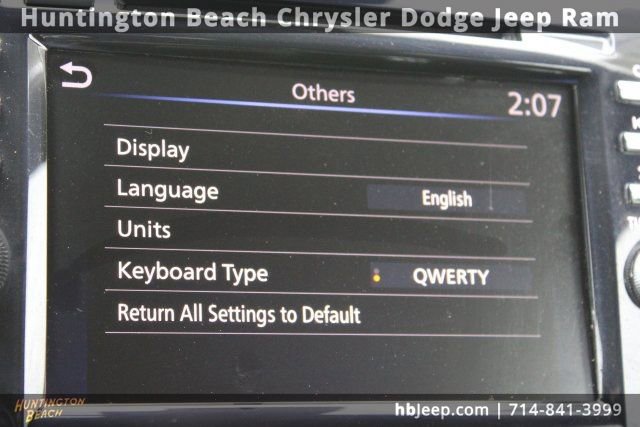 Huntington Beach Chrysler Dodge Jeep Ram
Others
2:07
Display
Language English
Units
Keyboard Type QWERTY
Return All Settings to Default
HUNTINGTON
BEACH
hbjeep.com | 714-841-3999